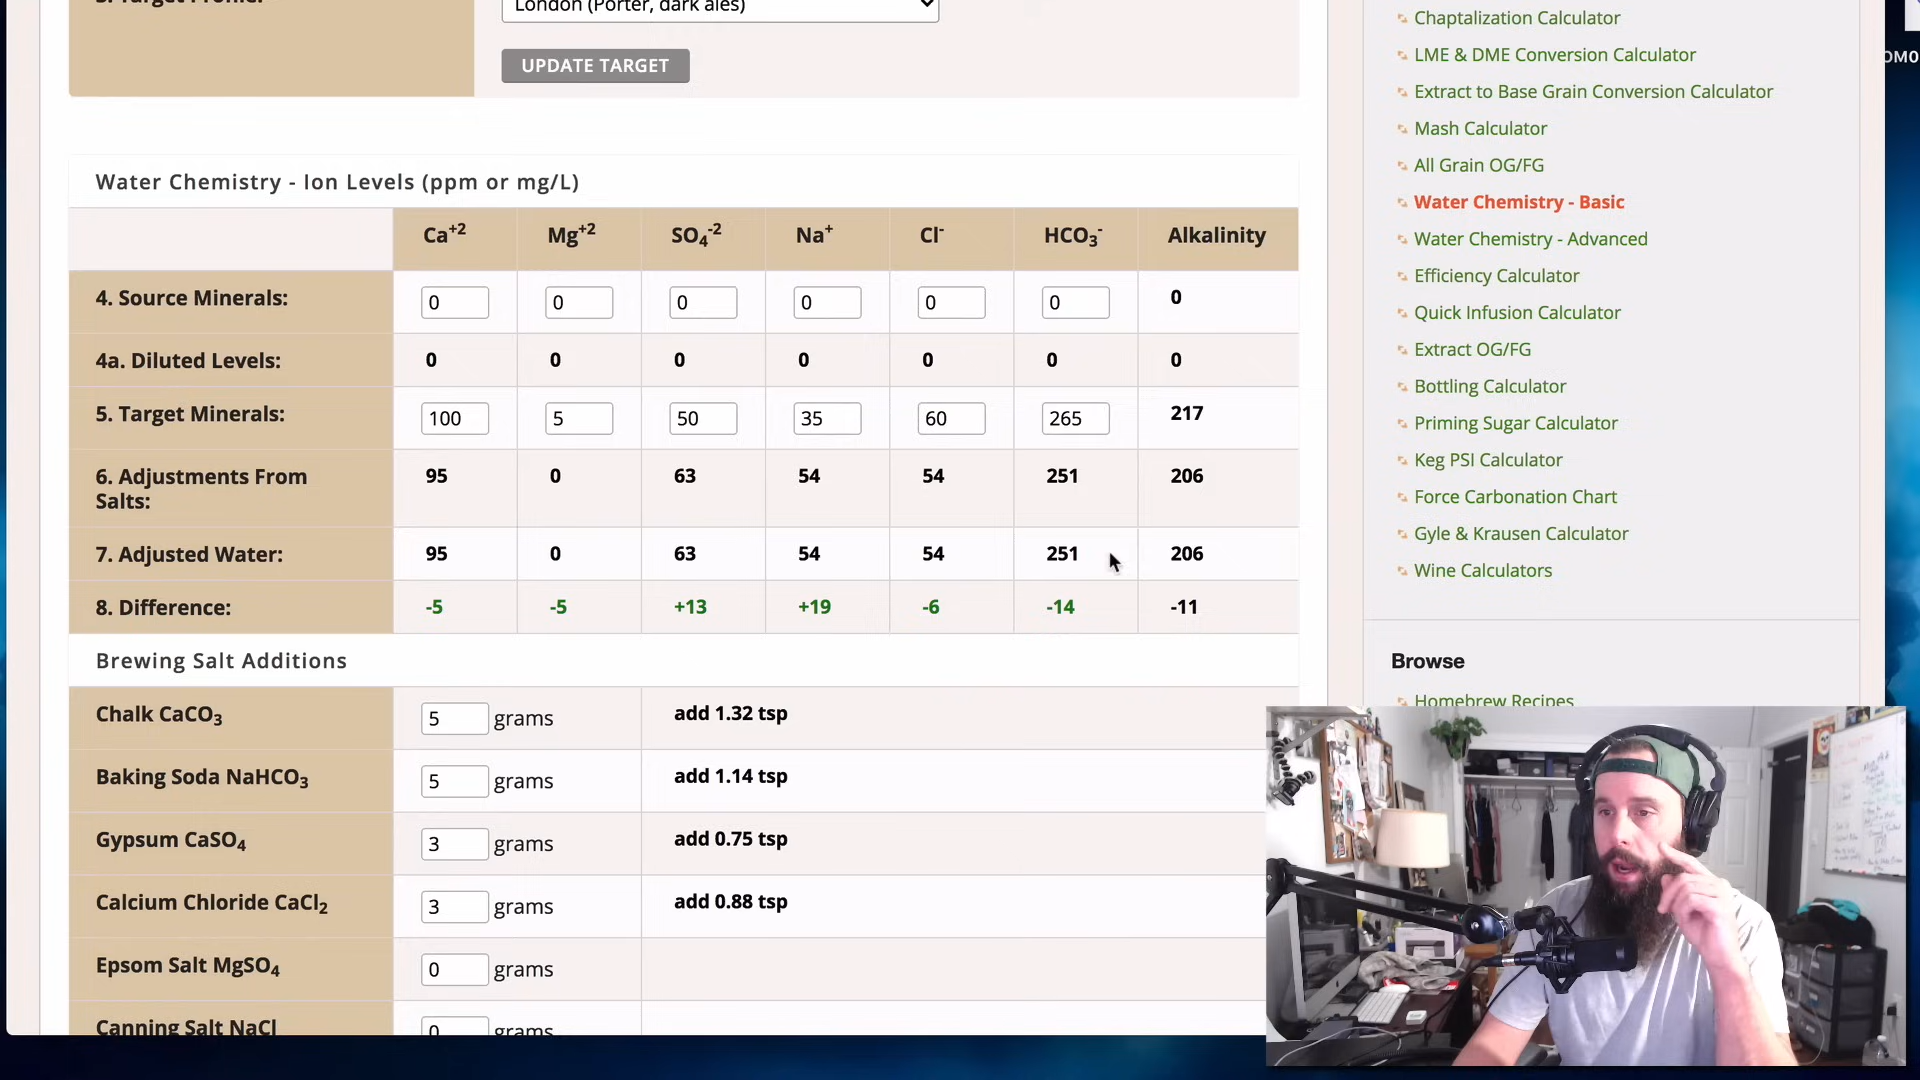 London (Porter, dark ales)
UPDATE TARGET
Water Chemistry - Ion Levels (ppm or mg/L)
Ca+2 Mg+2 SO4-2 Na+ Cl- HCO3- Alkalinity
4. Source Minerals: 0 0 0 0 0 0 0
4a. Diluted Levels: 0 0 0 0 0 0 0
5. Target Minerals: 100 5 50 35 60 265 217
6. Adjustments From
Salts: 95 0 63 54 54 251 206
7. Adjusted Water: 95 0 63 54 54 251 206
8. Difference: -5 -5 +13 +19 -6 -14 -11
Brewing Salt Additions
Chalk CaCO3 5 grams add 1.32 tsp
Baking Soda NaHCO3 5 grams add 1.14 tsp
Gypsum CaSO4 3 grams add 0.75 tsp
Calcium Chloride CaCl2 3 grams add 0.88 tsp
Epsom Salt MgSO4 0 grams
Canning Salt NaCl 0 grams
Chaptalization Calculator
LME & DME Conversion Calculator
Extract to Base Grain Conversion Calculator
Mash Calculator
All Grain OG/FG
Water Chemistry - Basic
Water Chemistry - Advanced
Efficiency Calculator
Quick Infusion Calculator
Extract OG/FG
Bottling Calculator
Priming Sugar Calculator
Keg PSI Calculator
Force Carbonation Chart
Gyle & Krausen Calculator
Wine Calculators
Browse
Homebrew Recipes